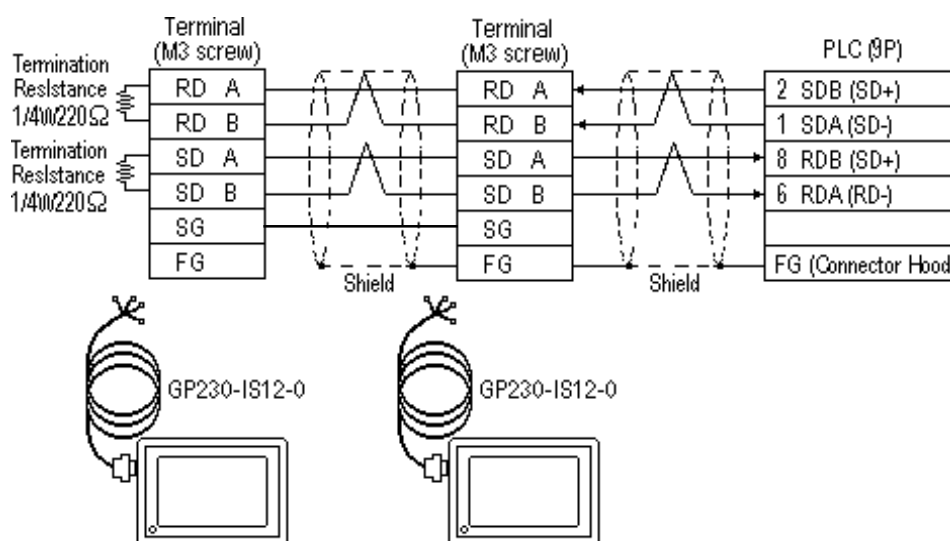 Terminal
(M3 screw)
Terminal
(M3 screw)
PLC (9P)
Termination
Resistance
1/4W220Ω
Termination
Resistance
1/4W220Ω
RD A
RD B
SD A
SD B
SG
FG
Shield
RD A
RD B
SD A
SD B
SG
FG
Shield
2 SDB (SD+)
1 SDA (SD-)
8 RDB (SD+)
6 RDA (RD-)
FG (Connector Hood
GP230-IS12-0
GP230-IS12-0